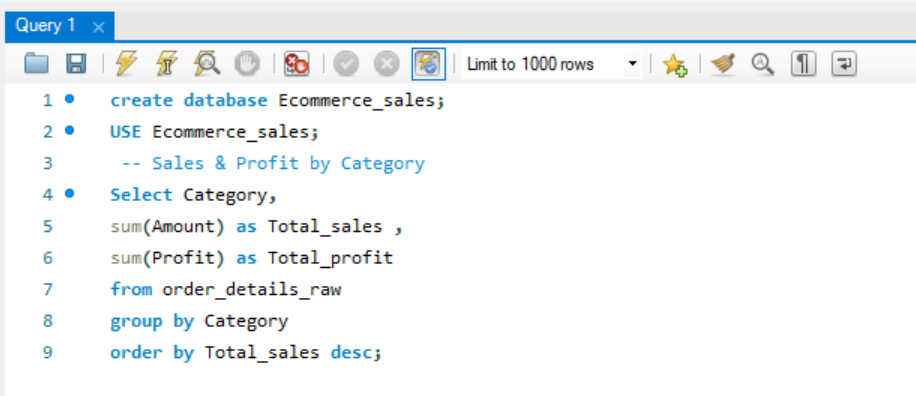 Query 1
Limit to 1000 rows
1 create database Ecommerce_sales;
2 USE Ecommerce_sales;
3 -- Sales & Profit by Category
4 Select Category,
5 sum(Amount) as Total_sales ,
6 sum(Profit) as Total_profit
7 from order_details_raw
8 group by Category
9 order by Total_sales desc;